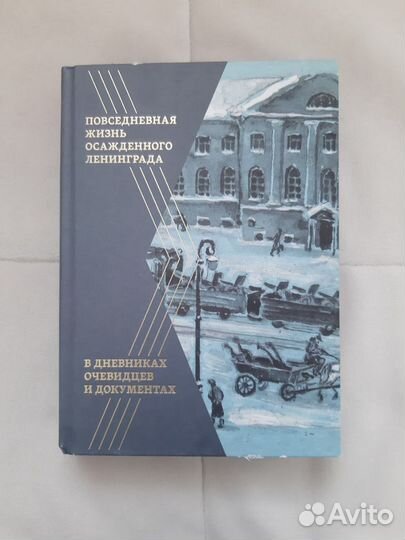 ПОВСЕДНЕВНАЯ
ЖИЗНЬ
ОСАЖДЕННОГО
ЛЕНИНГРАДА
В ДНЕВНИКАХ
ОЧЕВИДЦЕВ
И ДОКУМЕНТАХ
Avito